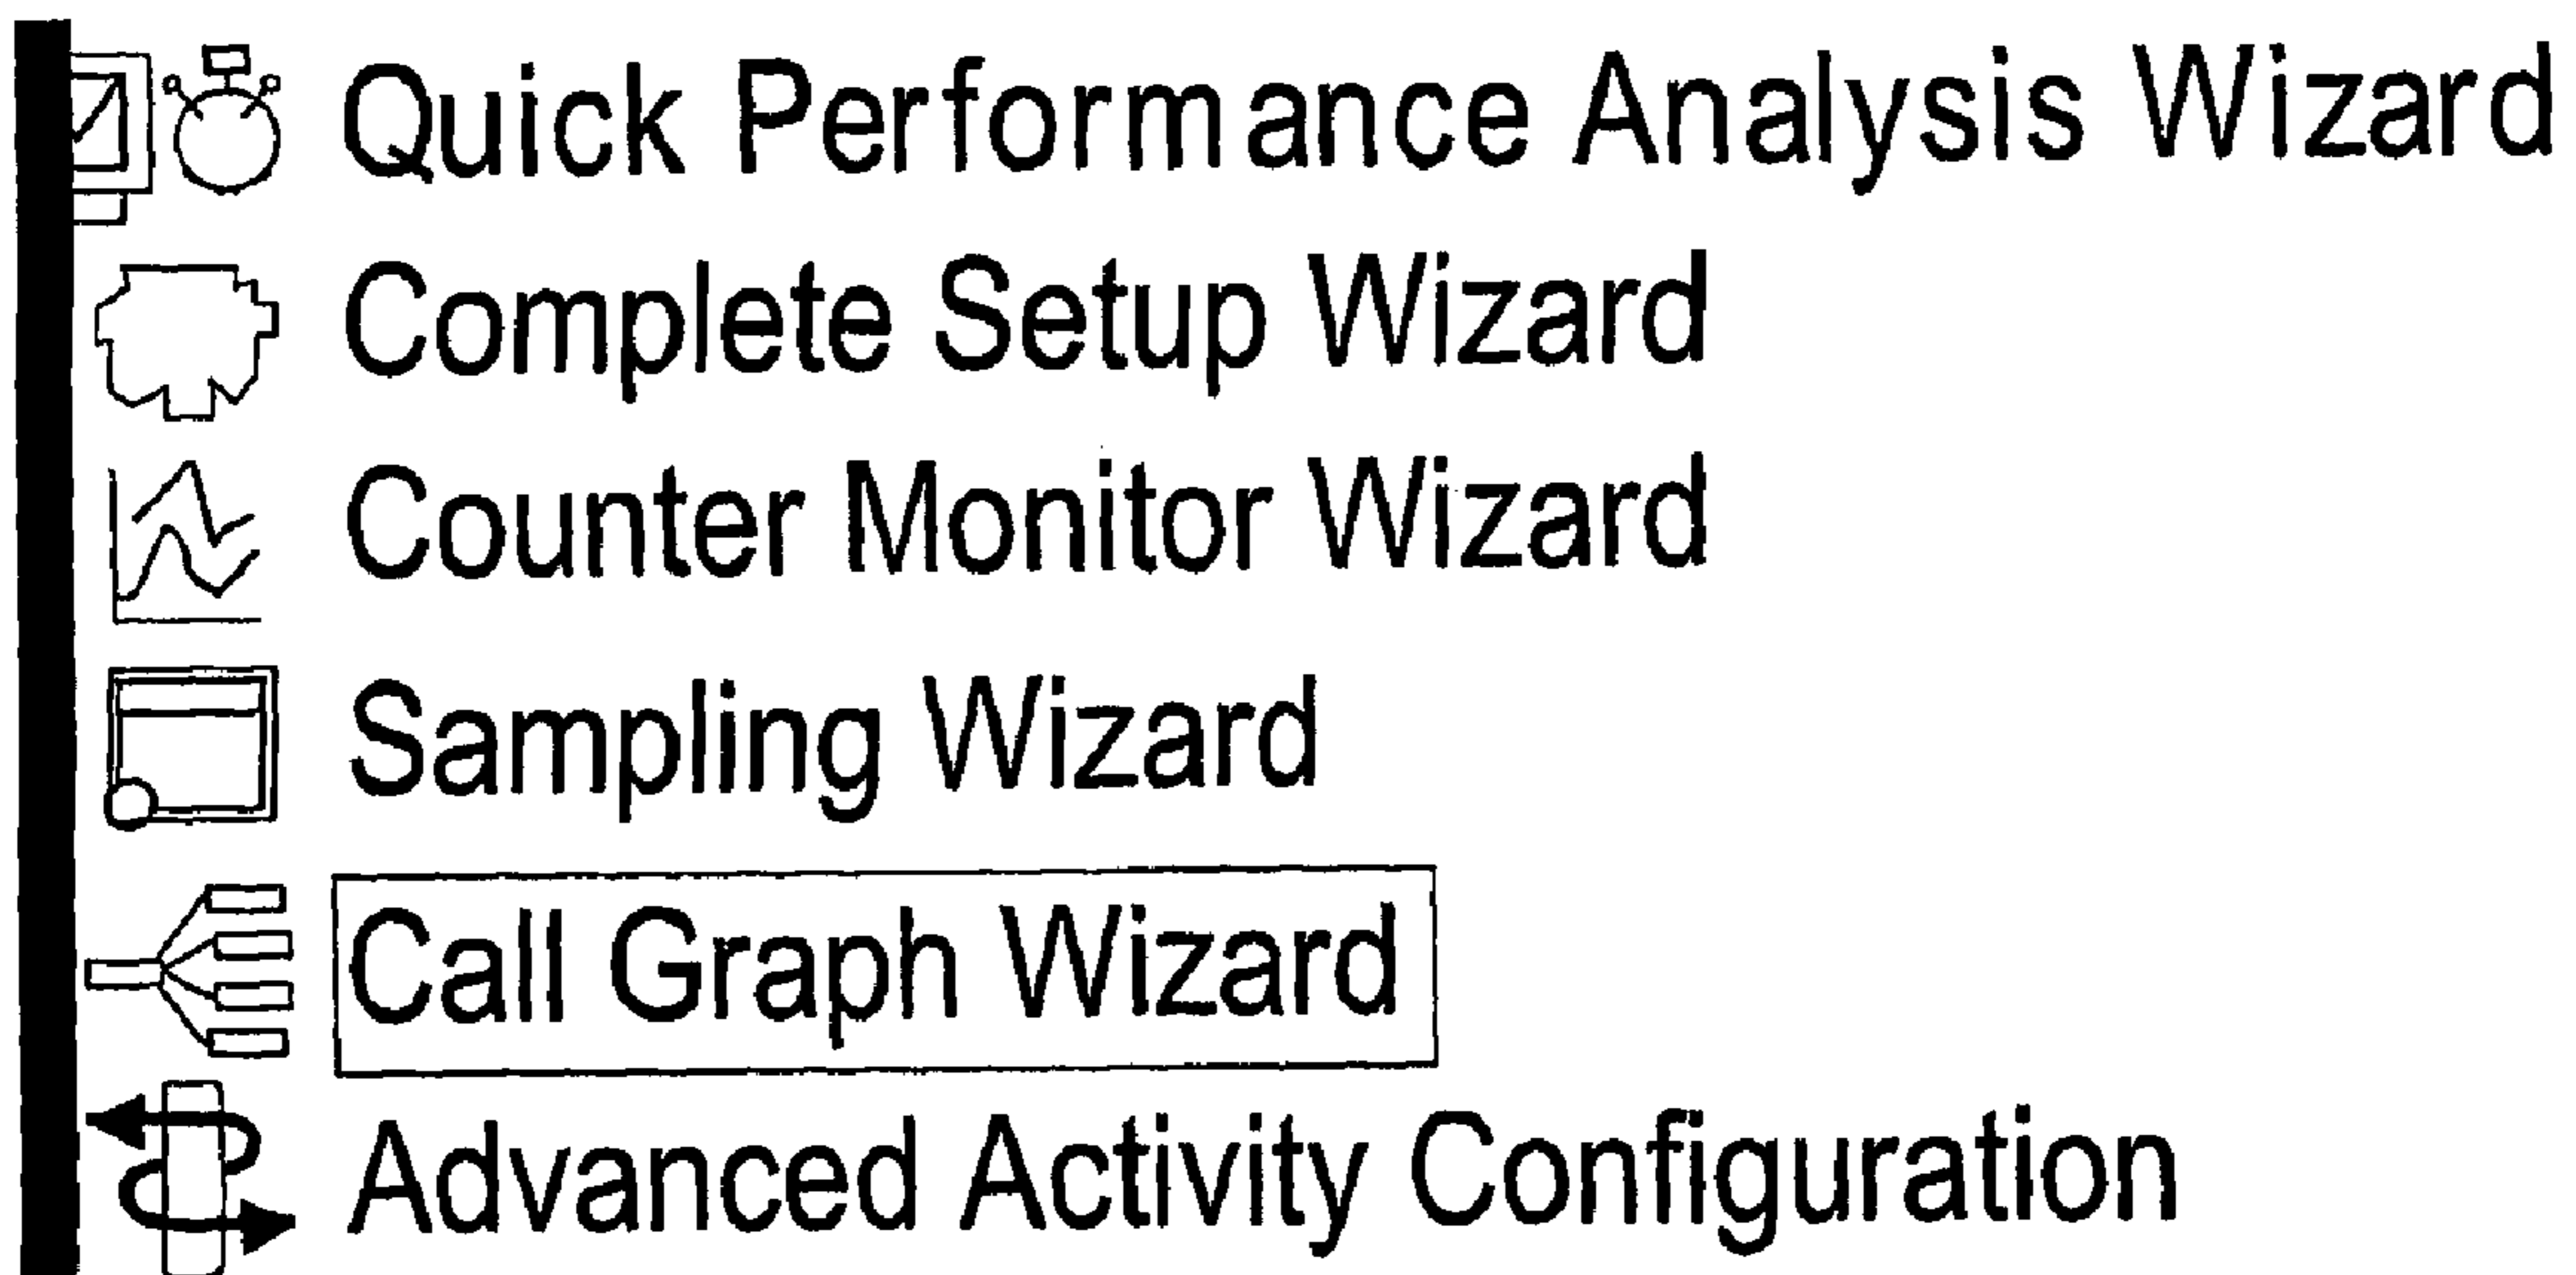 Quick Performance Analysis Wizard
Complete Setup Wizard
Counter Monitor Wizard
Sampling Wizard
Call Graph Wizard
Advanced Activity Configuration